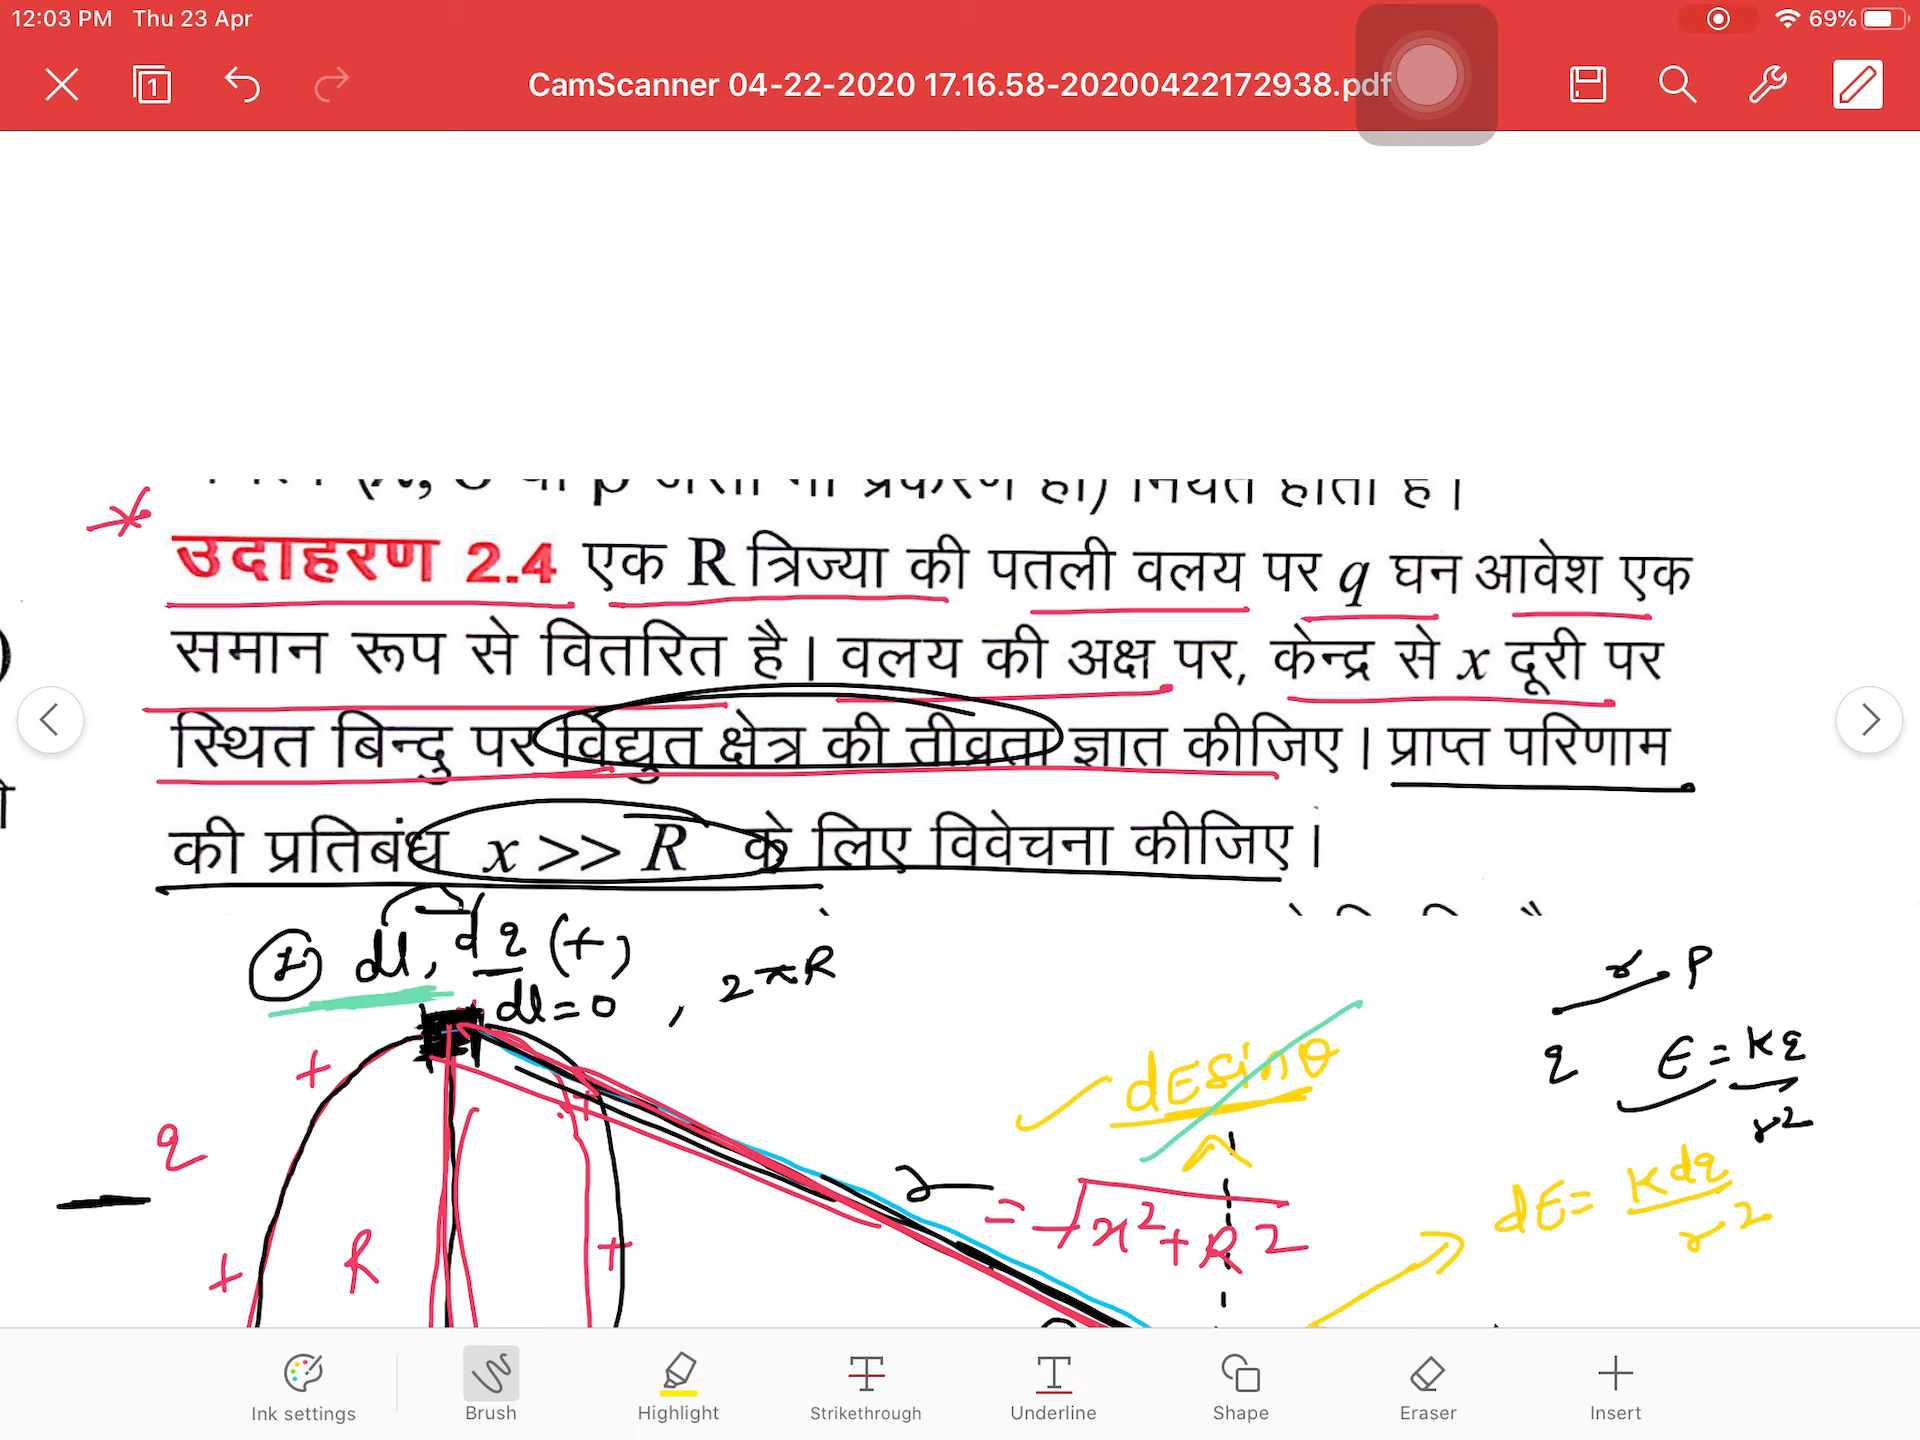 12:03 PM Thu 23 Apr
69%
1
CamScanner 04-22-2020 17.16.58-20200422172938.pdf
हो) नियत होता है।
उदाहरण 2.4 एक R त्रिज्या की पतली वलय पर q घन आवेश एक
समान रूप से वितरित है। वलय की अक्ष पर, केन्द्र से x दूरी पर
स्थित बिन्दु पर विद्युत क्षेत्र की तीव्रता ज्ञात कीजिए। प्राप्त परिणाम
की प्रतिबंध x >> R के लिए विवेचना कीजिए।
dl, dq (+)
dl=0 , 2πR
r P
q E = kq/r2
dE sinθ
dE = kdq/r2
r = √x2+R2
q
+
+
+
+
R
Ink settings
Brush
Highlight
Strikethrough
Underline
Shape
Eraser
Insert